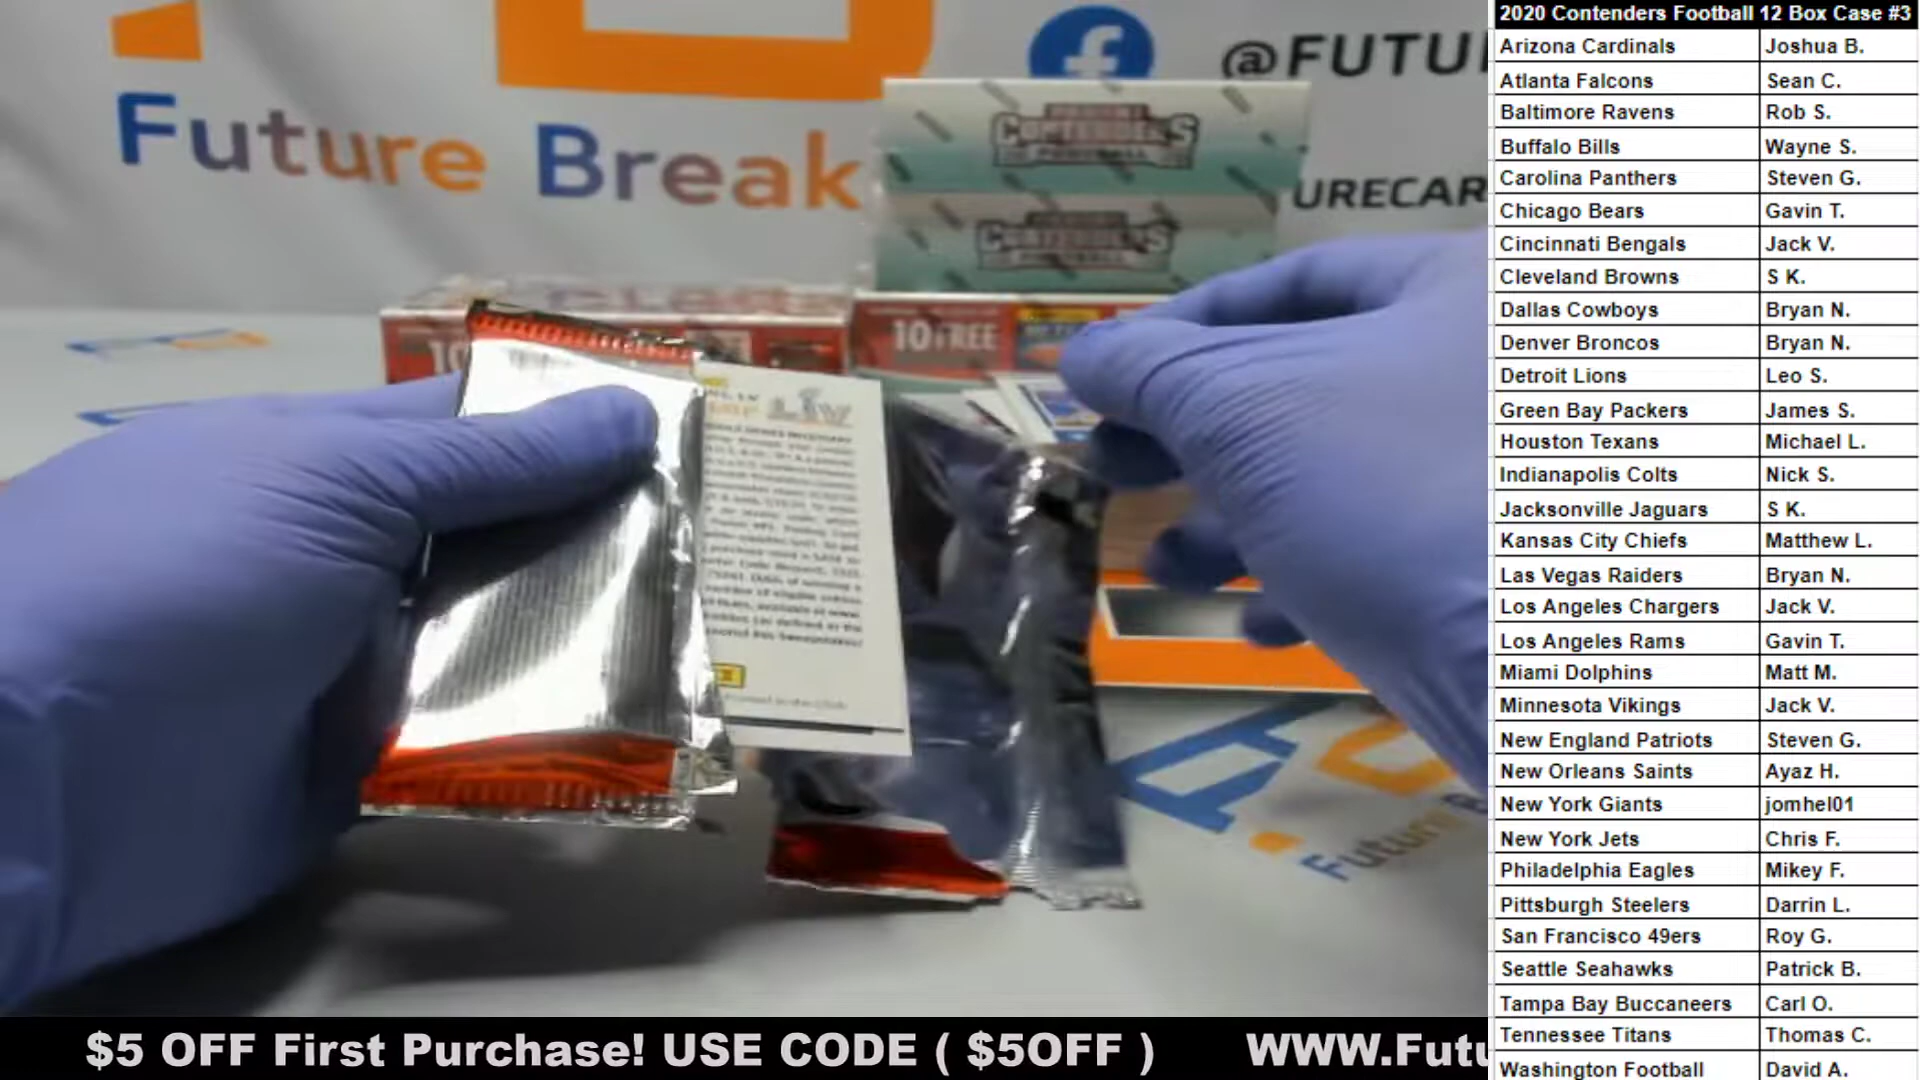 @FUTU
Future Break
URECAR
CONTENDERS
FOOTBALL
CONTENDERS
FOOTBALL
10 FREE
10
Future B
$5 OFF First Purchase! USE CODE ( $5OFF )
WWW.Futu
2020 Contenders Football 12 Box Case #3
Arizona Cardinals Joshua B.
Atlanta Falcons Sean C.
Baltimore Ravens Rob S.
Buffalo Bills Wayne S.
Carolina Panthers Steven G.
Chicago Bears Gavin T.
Cincinnati Bengals Jack V.
Cleveland Browns S K.
Dallas Cowboys Bryan N.
Denver Broncos Bryan N.
Detroit Lions Leo S.
Green Bay Packers James S.
Houston Texans Michael L.
Indianapolis Colts Nick S.
Jacksonville Jaguars S K.
Kansas City Chiefs Matthew L.
Las Vegas Raiders Bryan N.
Los Angeles Chargers Jack V.
Los Angeles Rams Gavin T.
Miami Dolphins Matt M.
Minnesota Vikings Jack V.
New England Patriots Steven G.
New Orleans Saints Ayaz H.
New York Giants jomhel01
New York Jets Chris F.
Philadelphia Eagles Mikey F.
Pittsburgh Steelers Darrin L.
San Francisco 49ers Roy G.
Seattle Seahawks Patrick B.
Tampa Bay Buccaneers Carl O.
Tennessee Titans Thomas C.
Washington Football David A.